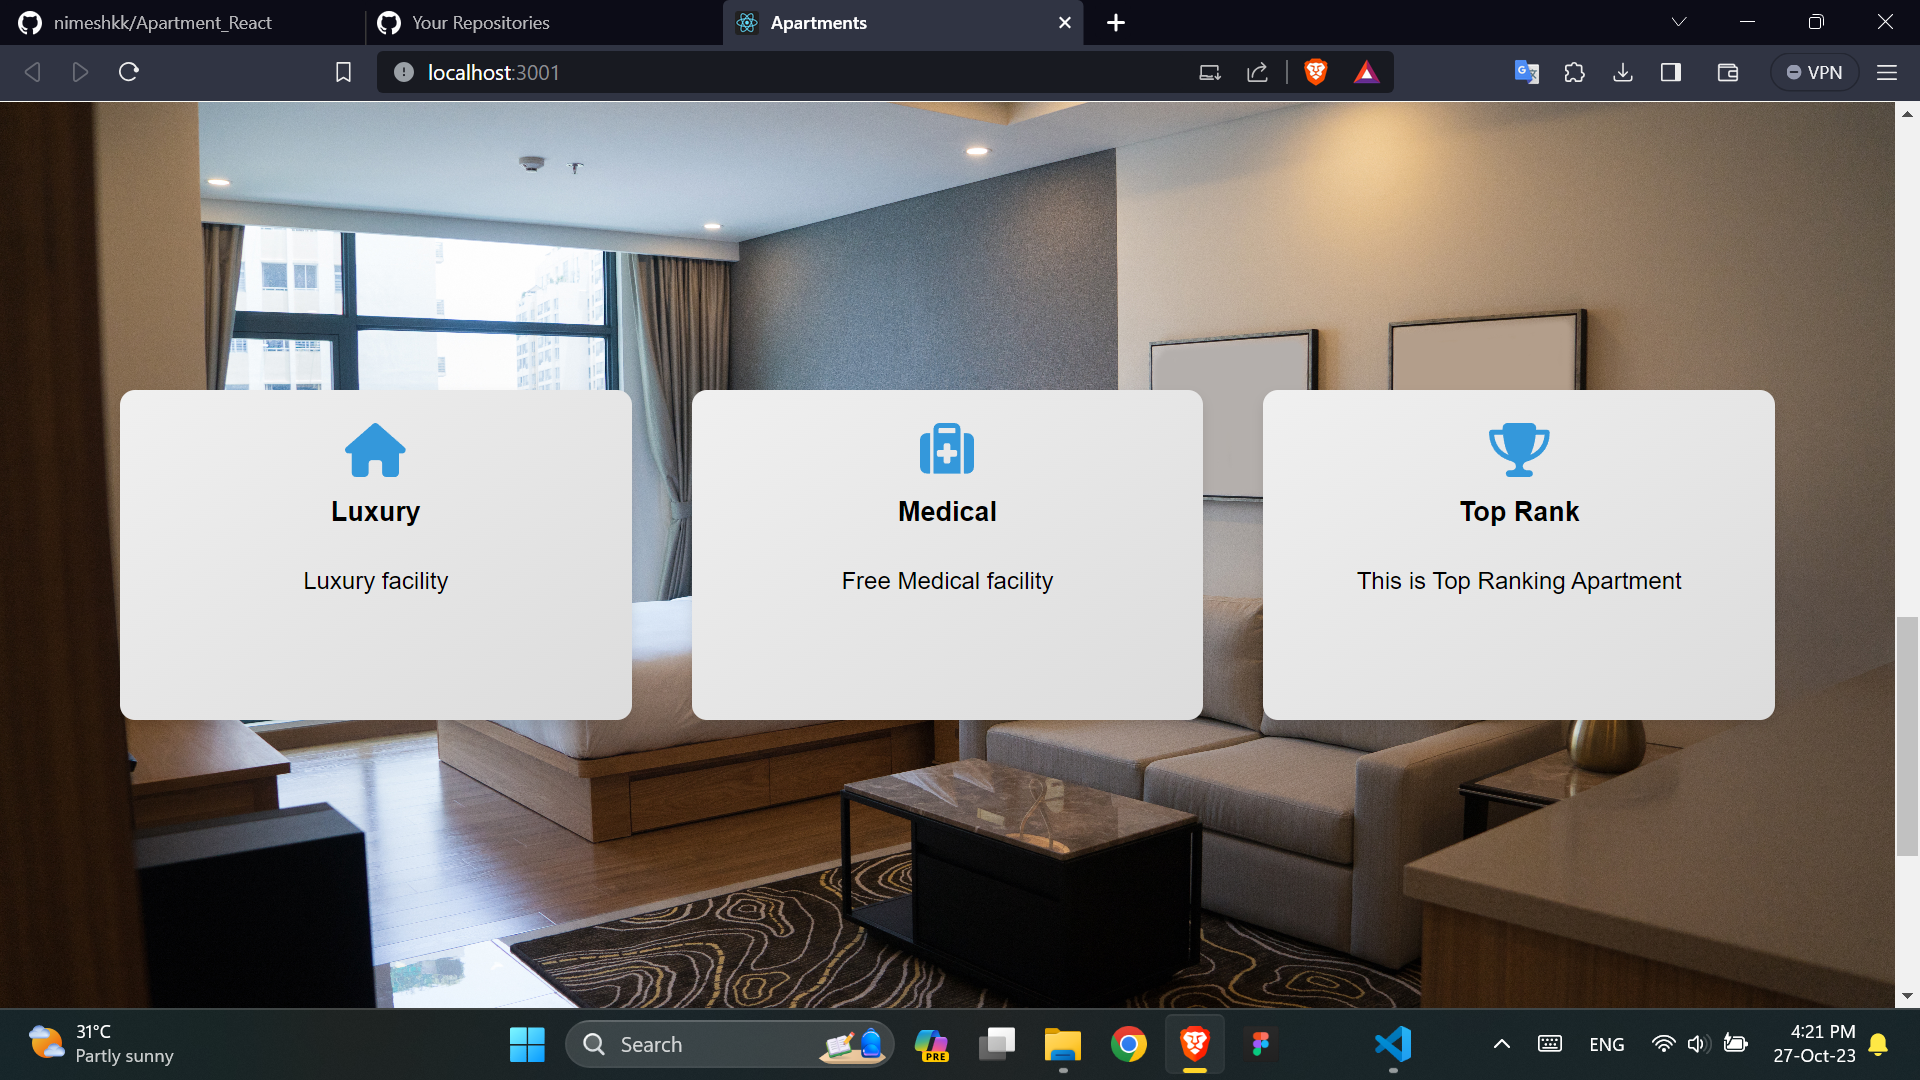 nimeshkk/Apartment_React
Your Repositories
Apartments
localhost:3001
VPN
Luxury
Luxury facility
Medical
Free Medical facility
Top Rank
This is Top Ranking Apartment
31°C
Partly sunny
Search
PRE
ENG
4:21 PM
27-Oct-23